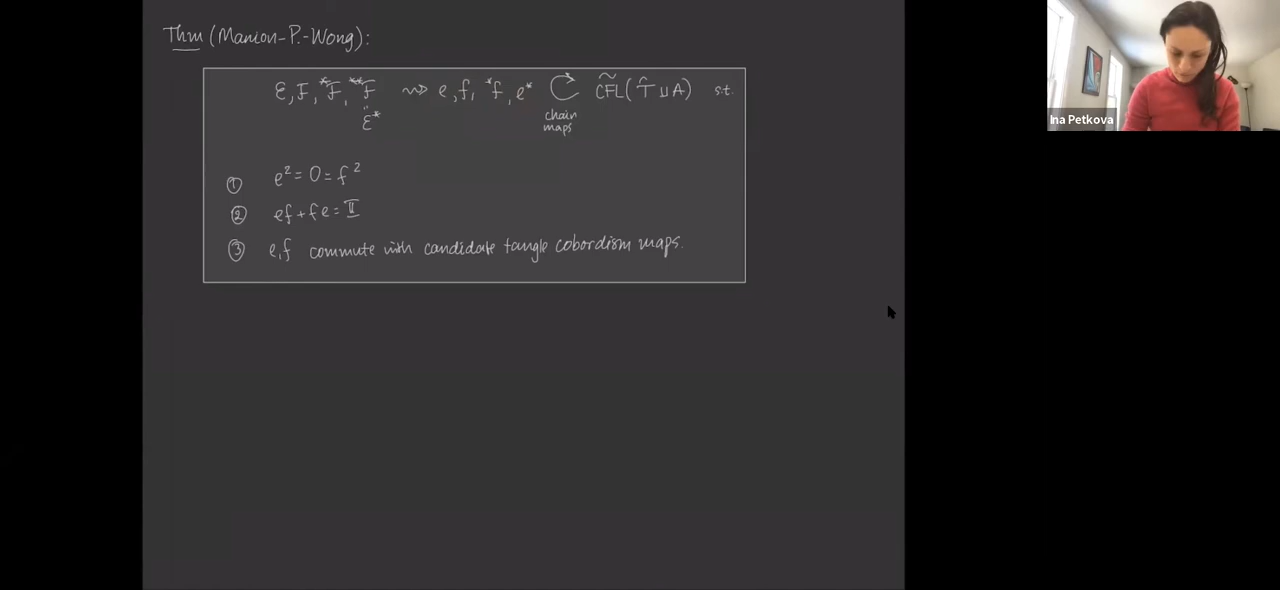 Thm (Manion-P.-Wong):
ℰ, F, *F, **F ⇝ e, f, *f, e* ↻ C͠FL(T̂ ⊔ A) s.t.
ℰ*
chain
maps
① e² = 0 = f²
② ef + fe = 𝕀
③ e, f commute with candidate tangle cobordism maps.
Ina Petkova